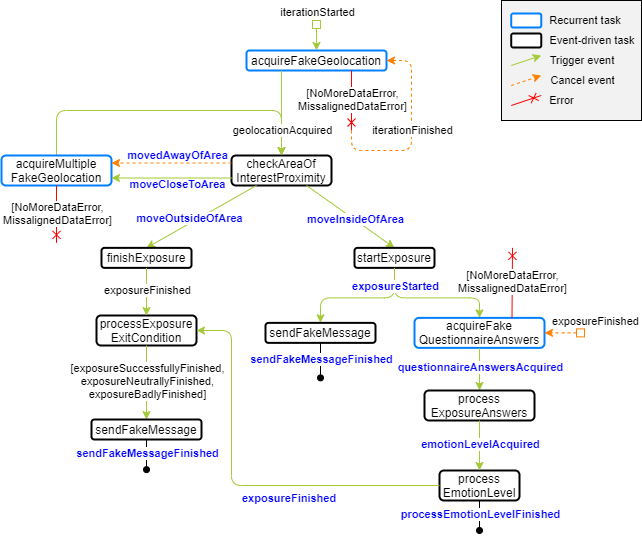 iterationStarted
Recurrent task
Event-driven task
Trigger event
Cancel event
Error
acquireFakeGeolocation
[NoMoreDataError,
MissalignedDataError]
geolocationAcquired
iterationFinished
movedAwayOfArea
acquireMultiple
FakeGeolocation
checkAreaOf
InterestProximity
moveCloseToArea
[NoMoreDataError,
MissalignedDataError]
moveOutsideOfArea
moveInsideOfArea
finishExposure
startExposure
[NoMoreDataError,
MissalignedDataError]
exposureFinished
exposureStarted
processExposure
ExitCondition
sendFakeMessage
acquireFake
QuestionnaireAnswers
exposureFinished
sendFakeMessageFinished
questionnaireAnswersAcquired
[exposureSuccessfullyFinished,
exposureNeutrallyFinished,
exposureBadlyFinished]
process
ExposureAnswers
sendFakeMessage
emotionLevelAcquired
sendFakeMessageFinished
process
EmotionLevel
exposureFinished
processEmotionLevelFinished